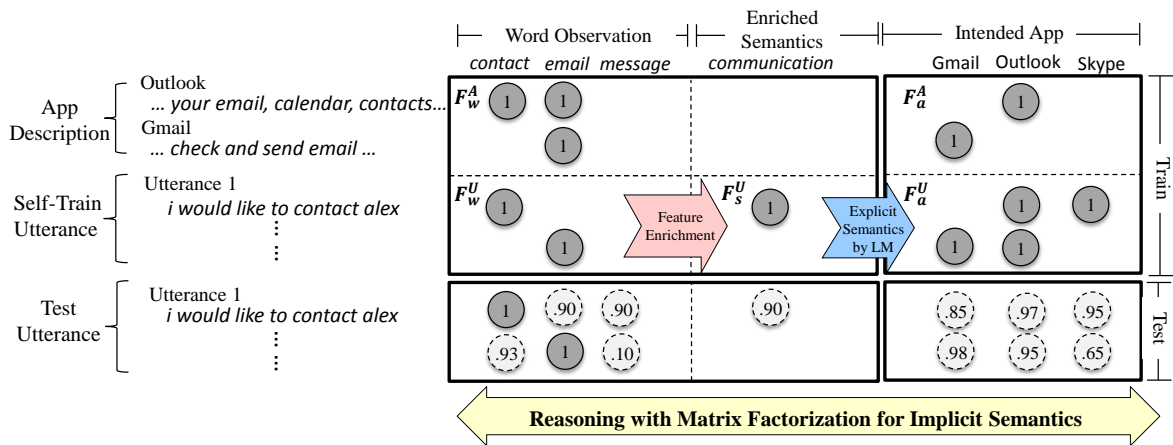 Word Observation
Enriched
Semantics
Intended App
contact email message communication Gmail Outlook Skype
App
Description
Outlook
... your email, calendar, contacts...
Gmail
... check and send email ...
F_w^A 1 1
1
F_a^A 1
1
Train
Self-Train
Utterance
Utterance 1
i would like to contact alex
F_w^U 1
1
Feature
Enrichment
F_s^U 1
Explicit
Semantics
by LM
F_a^U 1 1
1 1
Test
Utterance
Utterance 1
i would like to contact alex
1 .90 .90 .90 .85 .97 .95
.93 1 .10 .98 .95 .65
Test
Reasoning with Matrix Factorization for Implicit Semantics